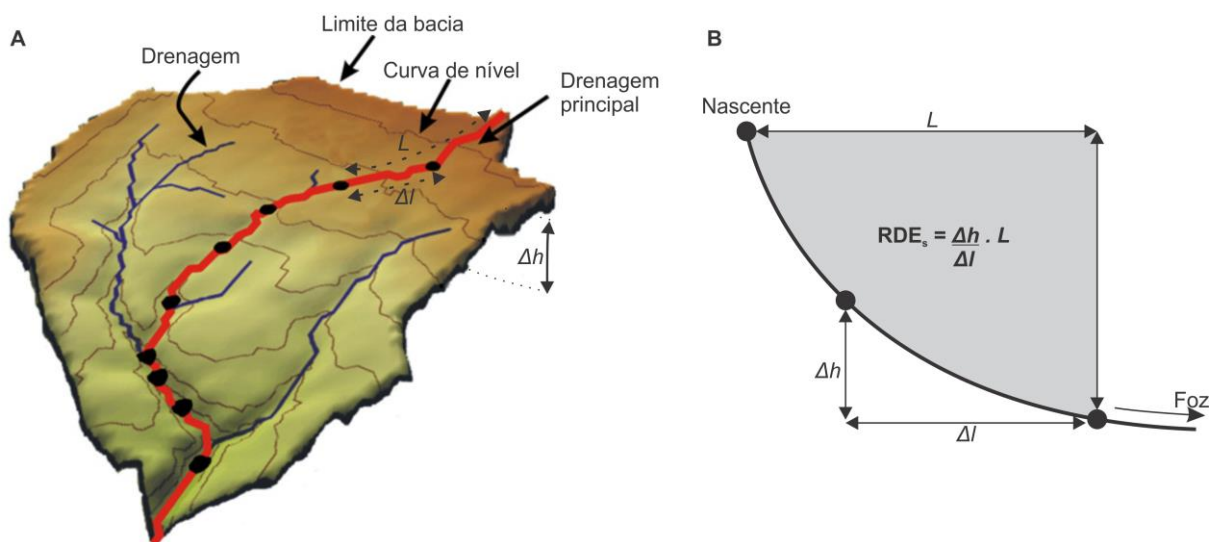 A
Limite da bacia
Drenagem
Curva de nível
Drenagem
principal
L
Δl
Δh
B
Nascente
L
RDEs = Δh . L
Δl
Δh
Δl
Foz